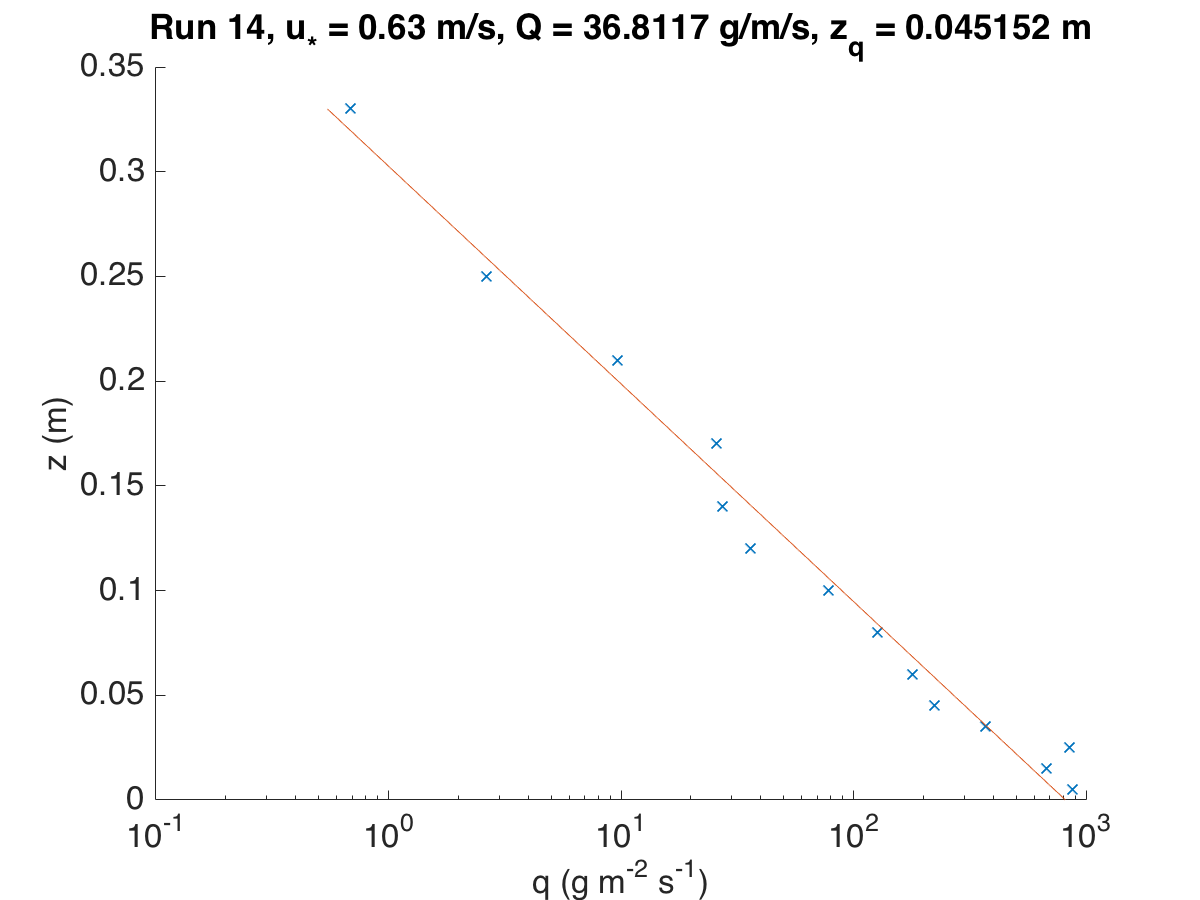 Run 14, u* = 0.63 m/s, Q = 36.8117 g/m/s, zq = 0.045152 m
0.35
0.3
0.25
0.2
0.15
0.1
0.05
0
z (m)
10-1 100 101 102 103
q (g m-2 s-1)